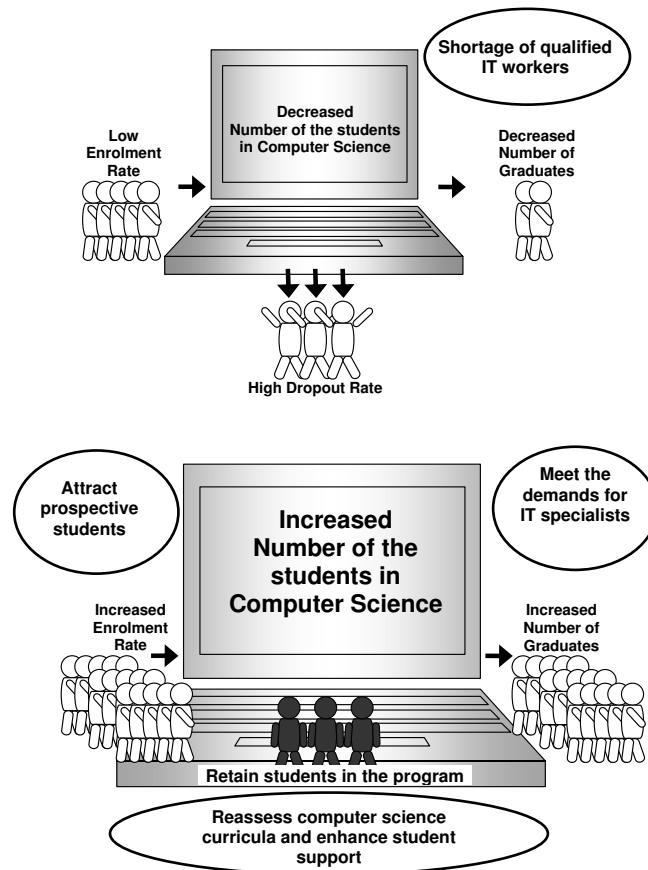 Shortage of qualified
IT workers
Decreased
Number of the students
in Computer Science
Low
Enrolment
Rate
Decreased
Number of
Graduates
High Dropout Rate
Attract
prospective
students
Meet the
demands for
IT specialists
Increased
Number of the
students in
Computer Science
Increased
Enrolment
Rate
Increased
Number of
Graduates
Retain students in the program
Reassess computer science
curricula and enhance student
support